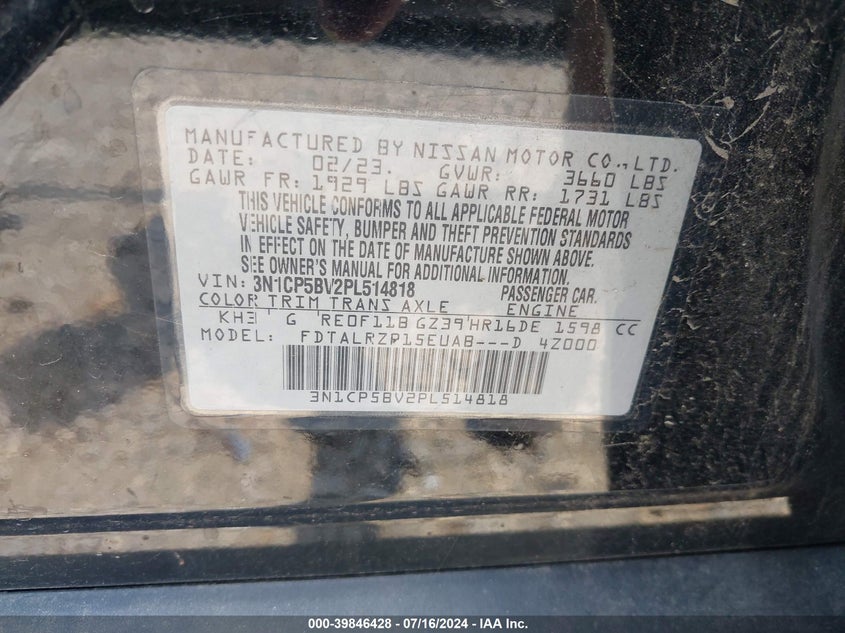 MANUFACTURED BY NISSAN MOTOR CO.,LTD.
DATE: 02/23. GVWR: 3660 LBS
GAWR FR: 1929 LBS GAWR RR: 1731 LBS
THIS VEHICLE CONFORMS TO ALL APPLICABLE FEDERAL MOTOR
VEHICLE SAFETY, BUMPER AND THEFT PREVENTION STANDARDS
IN EFFECT ON THE DATE OF MANUFACTURE SHOWN ABOVE.
SEE OWNER'S MANUAL FOR ADDITIONAL INFORMATION.
VIN: 3N1CP5BV2PL514818 PASSENGER CAR.
COLOR TRIM TRANS AXLE ENGINE
KH3 G RE0F11B GZ39 HR16DE 1598 CC
MODEL: FDTALRZP15EUAB---D 4Z000
3N1CP5BV2PL514818
000-39846428 - 07/16/2024 - IAA Inc.